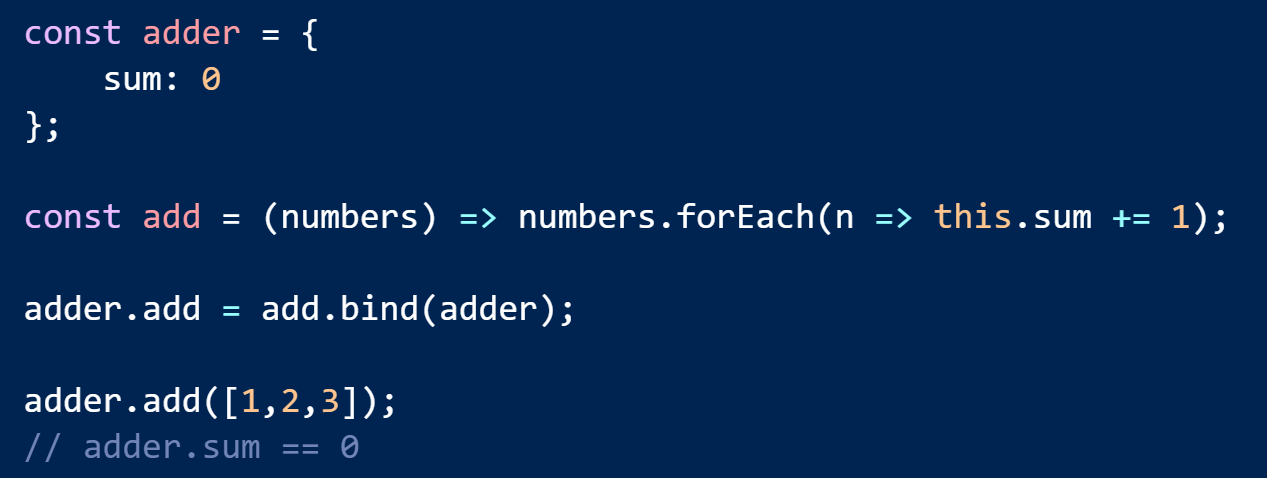 const adder = {
    sum: 0
};
const add = (numbers) => numbers.forEach(n => this.sum += 1);
adder.add = add.bind(adder);
adder.add([1,2,3]);
// adder.sum == 0